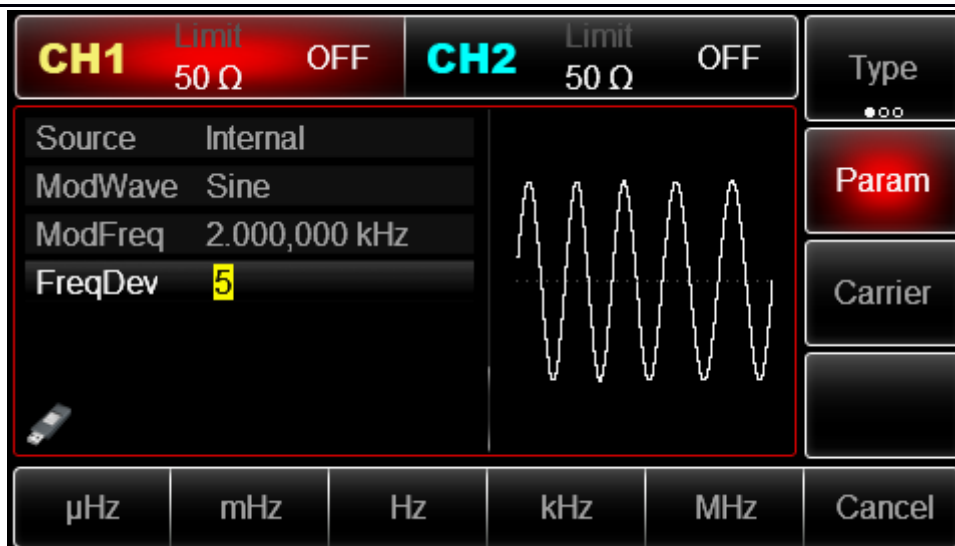 CH1 Limit 50 Ω OFF CH2 Limit 50 Ω OFF
Type
Source Internal
ModWave Sine
ModFreq 2.000,000 kHz
FreqDev 5
Param
Carrier
µHz mHz Hz kHz MHz Cancel